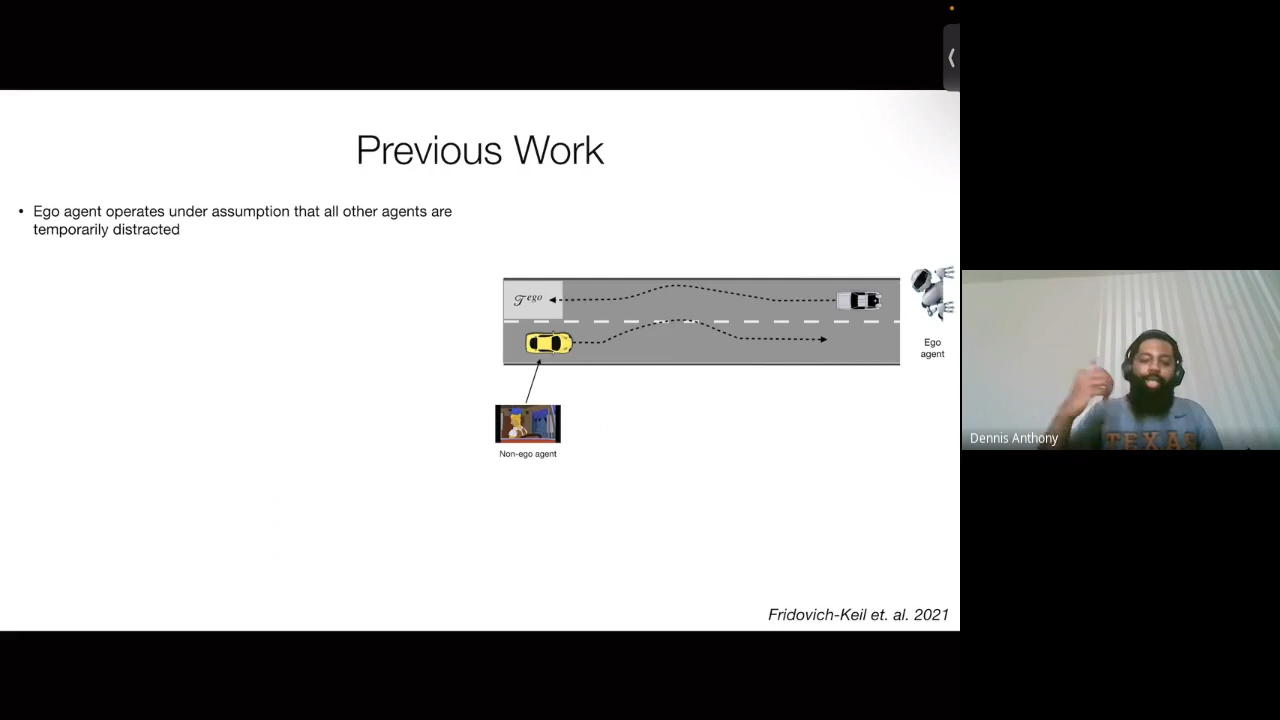 Previous Work
• Ego agent operates under assumption that all other agents are
temporarily distracted
𝒯ego
Ego
agent
Non-ego agent
Fridovich-Keil et. al. 2021
Dennis Anthony
TEXAS